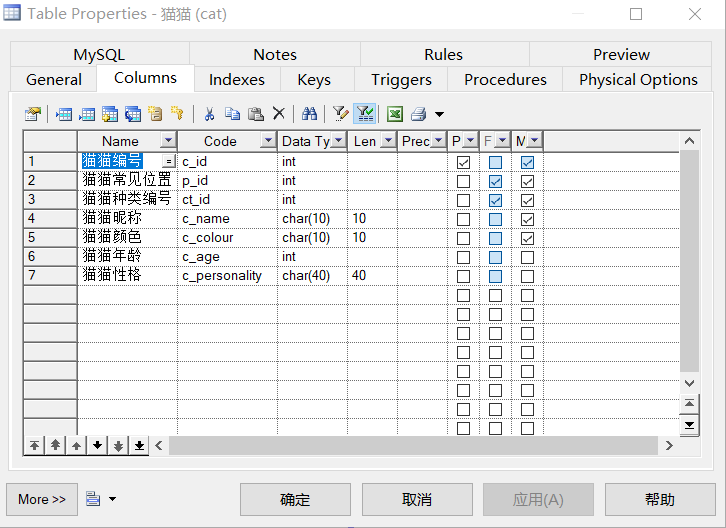 Table Properties - 猫猫 (cat)
MySQL Notes Rules Preview
General Columns Indexes Keys Triggers Procedures Physical Options
Name Code Data Ty Len Prec P F M
1 猫猫编号 = c_id int
2 猫猫常见位置 p_id int
3 猫猫种类编号 ct_id int
4 猫猫昵称 c_name char(10) 10
5 猫猫颜色 c_colour char(10) 10
6 猫猫年龄 c_age int
7 猫猫性格 c_personality char(40) 40
More >> 确定 取消 应用(A) 帮助